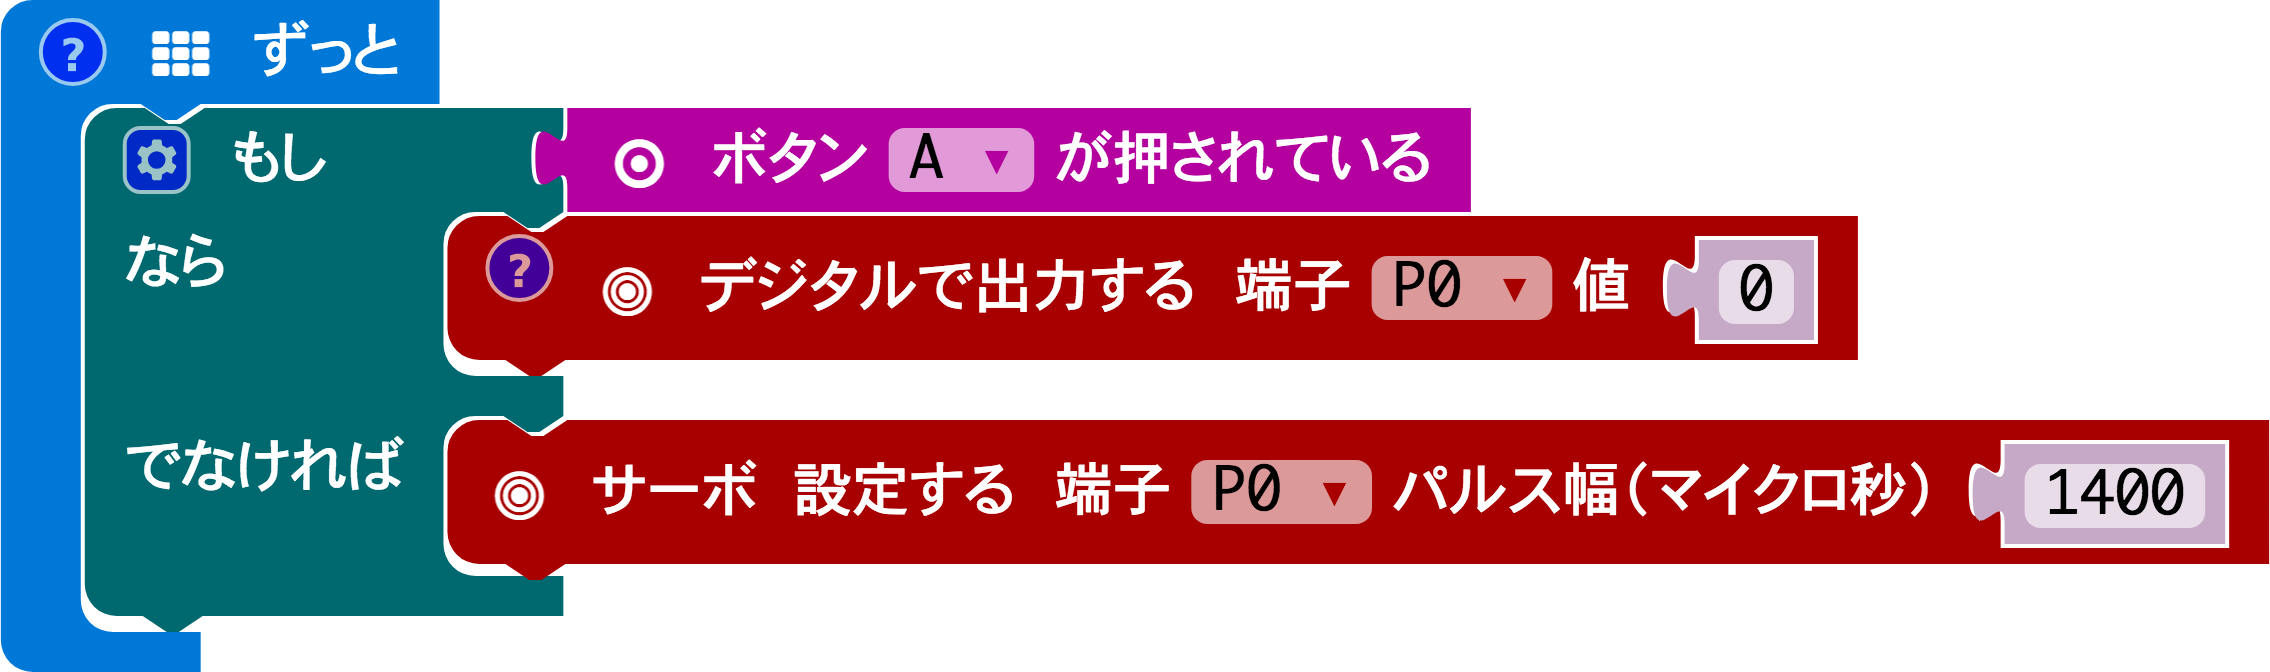 ? ずっと
もし ボタン A ▼ が押されている
なら ? デジタルで出力する 端子 P0 ▼ 値 0
でなければ サーボ 設定する 端子 P0 ▼ パルス幅(マイクロ秒) 1400